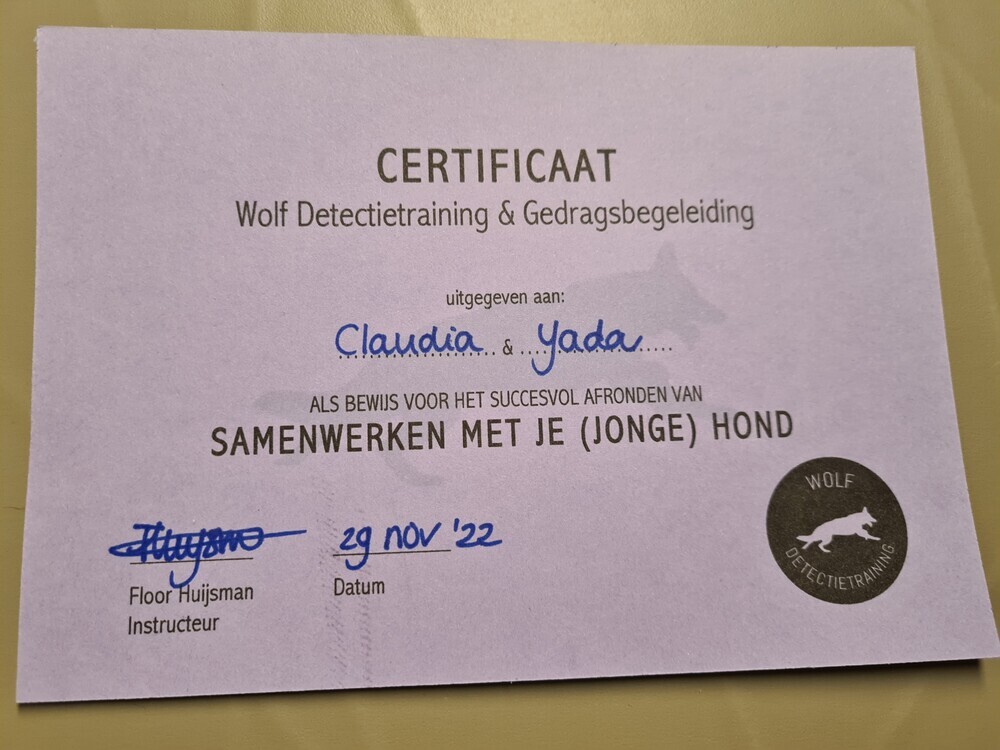 CERTIFICAAT
Wolf Detectietraining & Gedragsbegeleiding
uitgegeven aan:
Claudia & Yada
ALS BEWIJS VOOR HET SUCCESVOL AFRONDEN VAN
SAMENWERKEN MET JE (JONGE) HOND
WOLF
DETECTIETRAINING
Huijsman
29 nov '22
Floor Huijsman
Datum
Instructeur